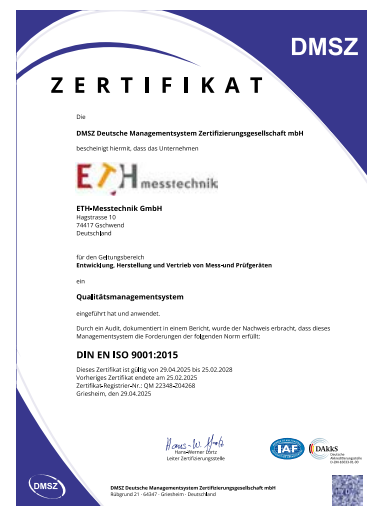 DMSZ
ZERTIFIKAT
Die
DMSZ Deutsche Managementsystem Zertifizierungsgesellschaft mbH
bescheinigt hiermit, dass das Unternehmen
ETH messtechnik
ETH-Messtechnik GmbH
Hagstrasse 10
74417 Gschwend
Deutschland
für den Geltungsbereich
Entwicklung, Herstellung und Vertrieb von Mess-und Prüfgeräten
ein
Qualitätsmanagementsystem
eingeführt hat und anwendet.
Durch ein Audit, dokumentiert in einem Bericht, wurde der Nachweis erbracht, dass dieses
Managementsystem die Forderungen der folgenden Norm erfüllt:
DIN EN ISO 9001:2015
Dieses Zertifikat ist gültig von 29.04.2025 bis 25.02.2028
Vorheriges Zertifikat endete am 25.02.2025
Zertifikat-Registrier-Nr.: QM 22348-Z04268
Griesheim, den 29.04.2025
Hans-Werner Dietz
Leiter Zertifizierungsstelle
IAF
DAkkS
Deutsche
Akkreditierungsstelle
DMSZ
DMSZ Deutsche Managementsystem Zertifizierungsgesellschaft mbH
Rübgrund 21 · 64347 · Griesheim · Deutschland